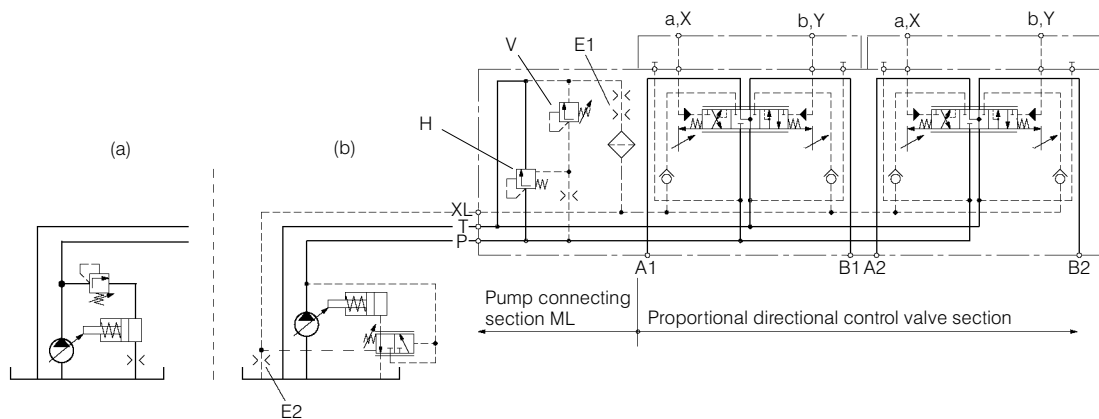 a,X
b,Y
a,X
b,Y
V
E1
H
(a)
(b)
XL
T
P
A1
B1 A2
B2
Pump connecting
section ML
Proportional directional control valve section
E2